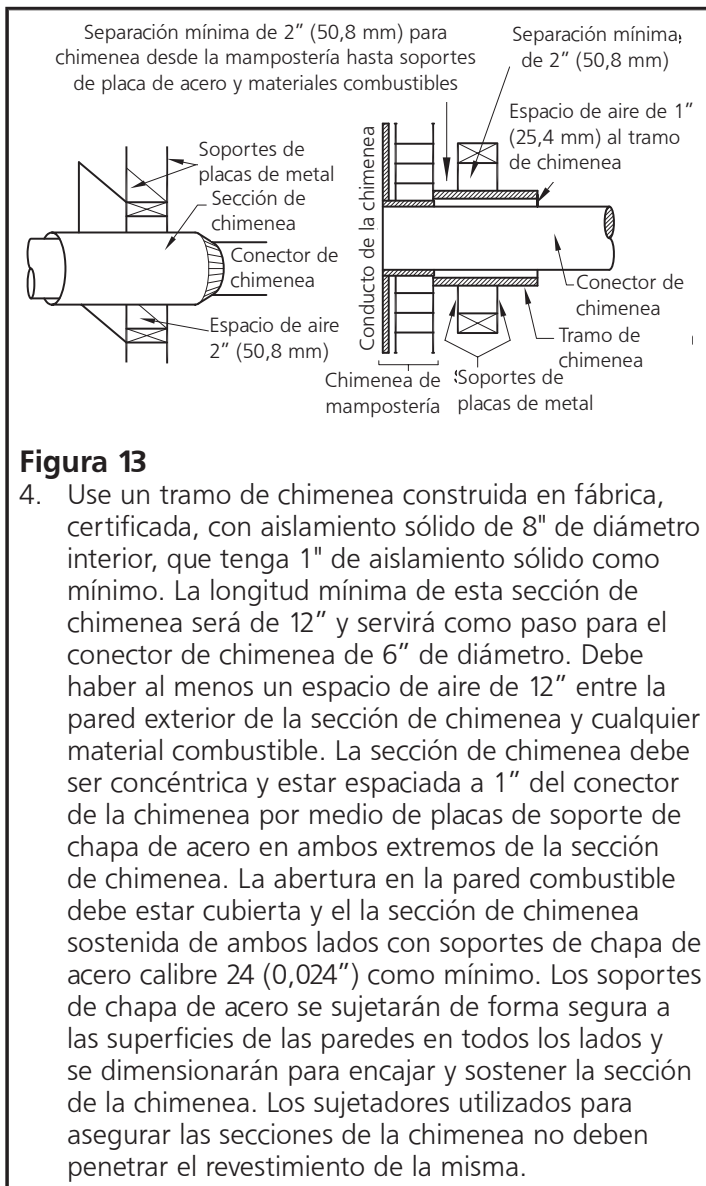 Separación mínima de 2” (50,8 mm) para
chimenea desde la mampostería hasta soportes
de placa de acero y materiales combustibles
Soportes de
placas de metal
Sección de
chimenea
Conector de
chimenea
Espacio de aire
2” (50,8 mm)
Separación mínima
de 2” (50,8 mm)
Espacio de aire de 1”
(25,4 mm) al tramo
de chimenea
Conducto de la chimenea
Conector de
chimenea
Tramo de
chimenea
Chimenea de
mampostería
Soportes de
placas de metal
Figura 13
4. Use un tramo de chimenea construida en fábrica,
certificada, con aislamiento sólido de 8" de diámetro
interior, que tenga 1" de aislamiento sólido como
mínimo. La longitud mínima de esta sección de
chimenea será de 12” y servirá como paso para el
conector de chimenea de 6” de diámetro. Debe
haber al menos un espacio de aire de 12” entre la
pared exterior de la sección de chimenea y cualquier
material combustible. La sección de chimenea debe
ser concéntrica y estar espaciada a 1” del conector
de la chimenea por medio de placas de soporte de
chapa de acero en ambos extremos de la sección
de chimenea. La abertura en la pared combustible
debe estar cubierta y el la sección de chimenea
sostenida de ambos lados con soportes de chapa de
acero calibre 24 (0,024”) como mínimo. Los soportes
de chapa de acero se sujetarán de forma segura a
las superficies de las paredes en todos los lados y
se dimensionarán para encajar y sostener la sección
de la chimenea. Los sujetadores utilizados para
asegurar las secciones de la chimenea no deben
penetrar el revestimiento de la misma.